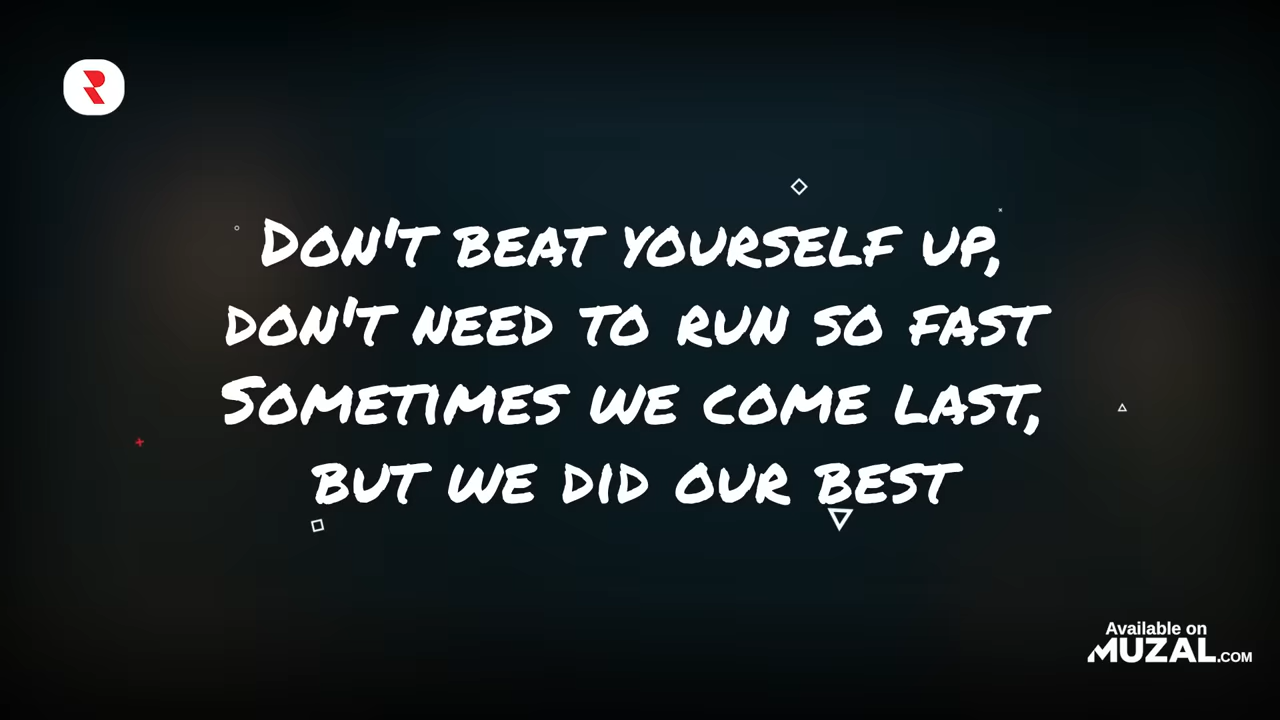 Don't beat yourself up,
don't need to run so fast
Sometimes we come last,
but we did our best
Available on
MUZAL.COM